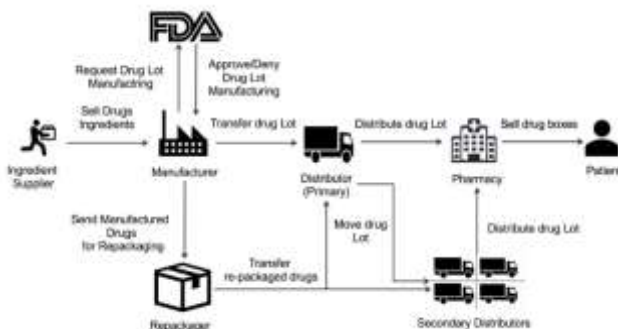 FDA
Request Drug Lot
Manufactring
Approve/Deny
Drug Lot
Manufacturing
Sell Drugs
Ingredients
Transfer drug Lot
Distribute drug Lot
Sell drug boxes
Ingredient
Supplier
Manufacturer
Distributor
(Primary)
Pharmacy
Patient
Send Manufactured
Drugs
for Repackaging
Move drug
Lot
Distribute drug Lot
Transfer
re-packaged drugs
Repackager
Secondary Distributors